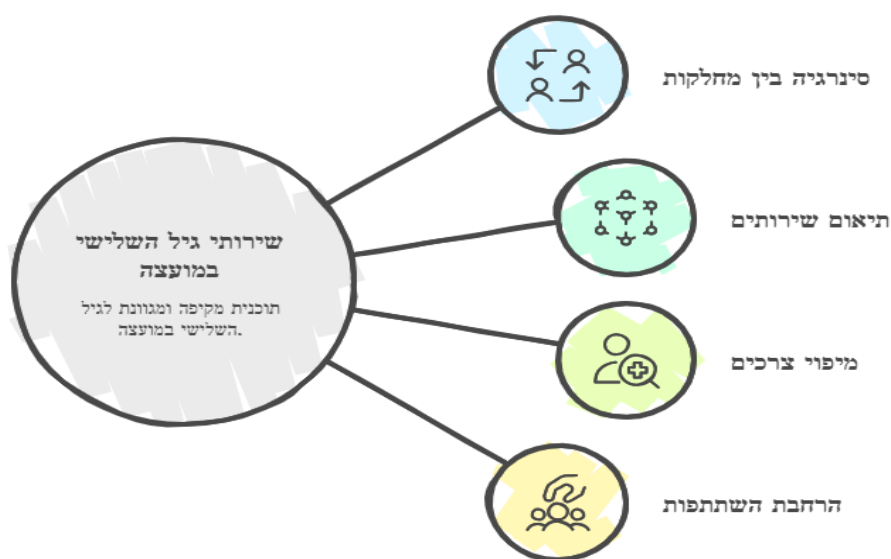 שירותי גיל השלישי
במועצה
תוכנית מקיפה ומגוונת לגיל
השלישי במועצה.
סינרגיה בין מחלקות
תיאום שירותים
מיפוי צרכים
הרחבת השתתפות